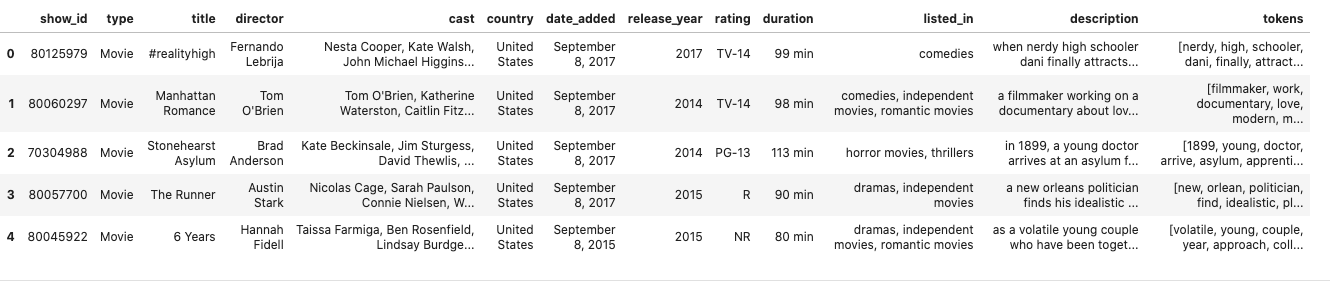 show_id type title director cast country date_added release_year rating duration listed_in description tokens
0 80125979 Movie #realityhigh Fernando Lebrija Nesta Cooper, Kate Walsh, John Michael Higgins... United States September 8, 2017 2017 TV-14 99 min comedies when nerdy high schooler dani finally attracts... [nerdy, high, schooler, dani, finally, attract...
1 80060297 Movie Manhattan Romance Tom O'Brien Tom O'Brien, Katherine Waterston, Caitlin Fitz... United States September 8, 2017 2014 TV-14 98 min comedies, independent movies, romantic movies a filmmaker working on a documentary about lov... [filmmaker, work, documentary, love, modern, m...
2 70304988 Movie Stonehearst Asylum Brad Anderson Kate Beckinsale, Jim Sturgess, David Thewlis, ... United States September 8, 2017 2014 PG-13 113 min horror movies, thrillers in 1899, a young doctor arrives at an asylum f... [1899, young, doctor, arrive, asylum, apprenti...
3 80057700 Movie The Runner Austin Stark Nicolas Cage, Sarah Paulson, Connie Nielsen, W... United States September 8, 2017 2015 R 90 min dramas, independent movies a new orleans politician finds his idealistic ... [new, orlean, politician, find, idealistic, pl...
4 80045922 Movie 6 Years Hannah Fidell Taissa Farmiga, Ben Rosenfield, Lindsay Burdge... United States September 8, 2015 2015 NR 80 min dramas, independent movies, romantic movies as a volatile young couple who have been toget... [volatile, young, couple, year, approach, coll...